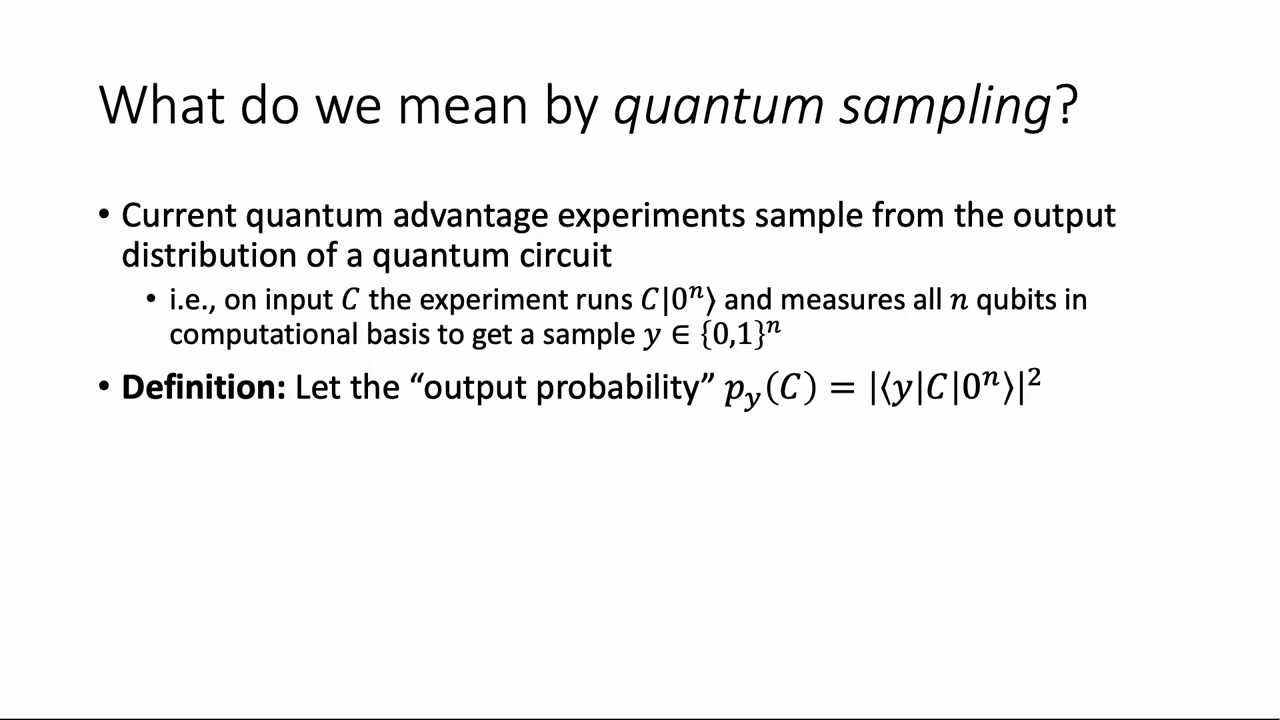 What do we mean by quantum sampling?
• Current quantum advantage experiments sample from the output
distribution of a quantum circuit
• i.e., on input 𝐶 the experiment runs 𝐶|0ⁿ⟩ and measures all 𝑛 qubits in
computational basis to get a sample 𝑦 ∈ {0,1}ⁿ
• Definition: Let the “output probability” 𝑝_𝑦(𝐶) = |⟨𝑦|𝐶|0ⁿ⟩|²